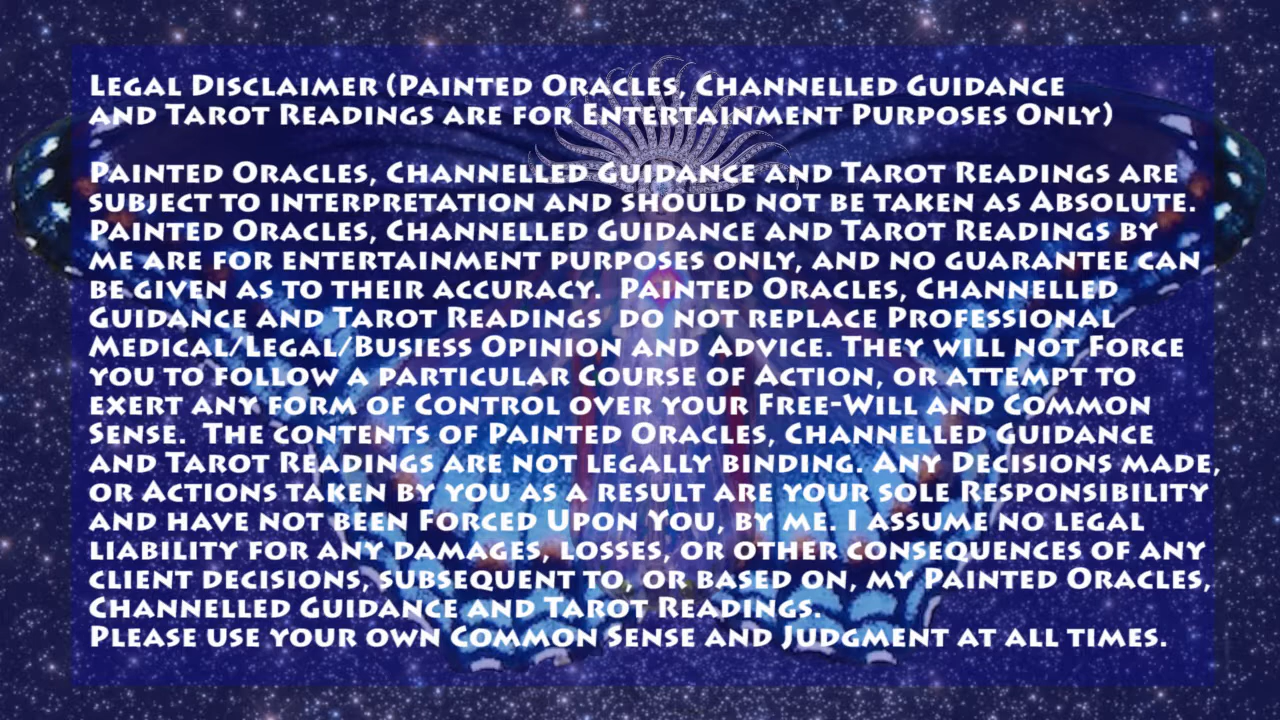 Legal Disclaimer (Painted Oracles, Channelled Guidance
and Tarot Readings are for Entertainment Purposes Only)
Painted Oracles, Channelled Guidance and Tarot Readings are
subject to interpretation and should not be taken as Absolute.
Painted Oracles, Channelled Guidance and Tarot Readings by
me are for entertainment purposes only, and no guarantee can
be given as to their accuracy.  Painted Oracles, Channelled
Guidance and Tarot Readings  do not replace Professional
Medical/Legal/Busiess Opinion and Advice. They will not Force
you to follow a particular Course of Action, or attempt to
exert any form of Control over your Free-Will and Common
Sense.  The contents of Painted Oracles, Channelled Guidance
and Tarot Readings are not legally binding. Any Decisions made,
or Actions taken by you as a result are your sole Responsibility
and have not been Forced Upon You, by me. I assume no legal
liability for any damages, losses, or other consequences of any
client decisions, subsequent to, or based on, my Painted Oracles,
Channelled Guidance and Tarot Readings.
Please use your own Common Sense and Judgment at all times.